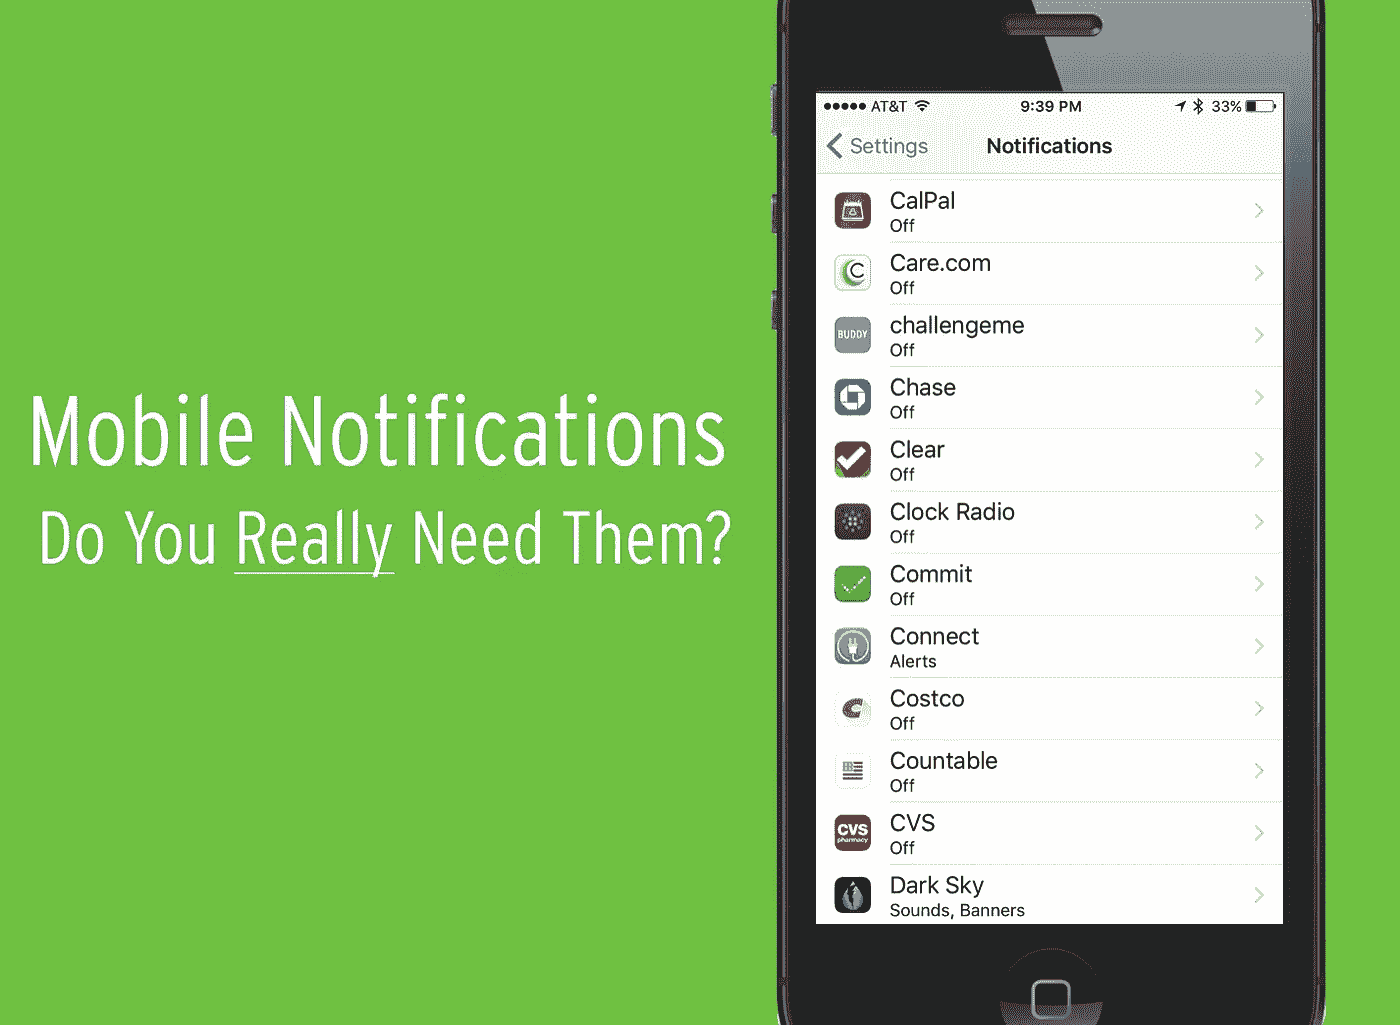 Mobile Notifications
Do You Really Need Them?
AT&T 9:39 PM 33%
Settings Notifications
CalPal
Off
Care.com
Off
C
challengeme
Off
BUDDY
Chase
Off
Clear
Off
Clock Radio
Off
Commit
Off
Connect
Alerts
Costco
Off
Countable
Off
CVS
Off
CVS
pharmacy
Dark Sky
Sounds, Banners